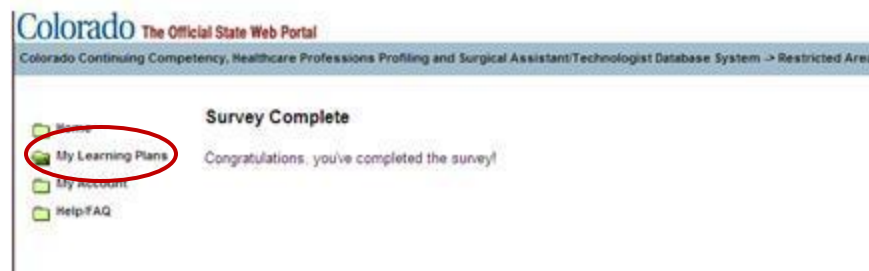 Colorado The Official State Web Portal
Colorado Continuing Competency, Healthcare Professions Profiling and Surgical Assistant/Technologist Database System -> Restricted Area
Survey Complete
Home
My Learning Plans
Congratulations, you've completed the survey!
My Account
Help/FAQ